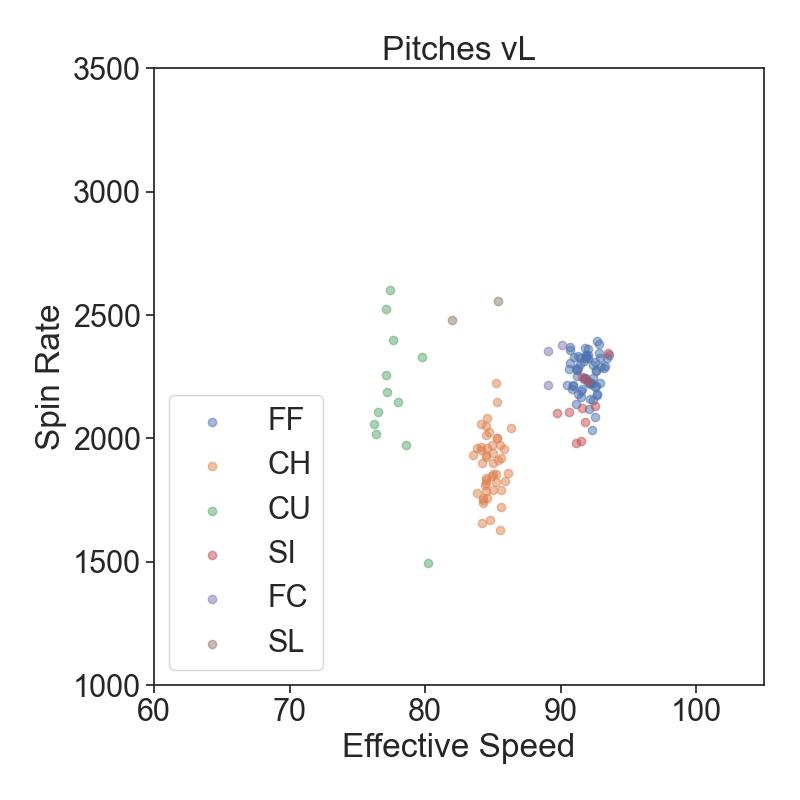 Pitches vL
3500
3000
2500
2000
1500
1000
Spin Rate
FF
CH
CU
SI
FC
SL
60 70 80 90 100
Effective Speed